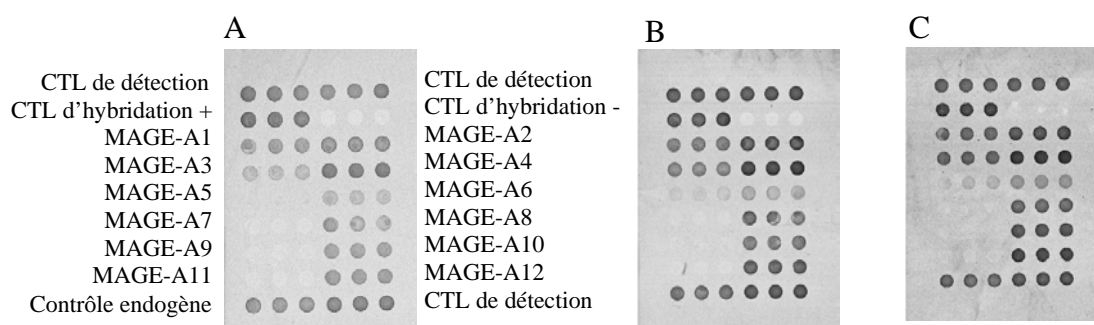 A
B
C
CTL de détection
CTL d'hybridation +
MAGE-A1
MAGE-A3
MAGE-A5
MAGE-A7
MAGE-A9
MAGE-A11
Contrôle endogène
CTL de détection
CTL d'hybridation -
MAGE-A2
MAGE-A4
MAGE-A6
MAGE-A8
MAGE-A10
MAGE-A12
CTL de détection